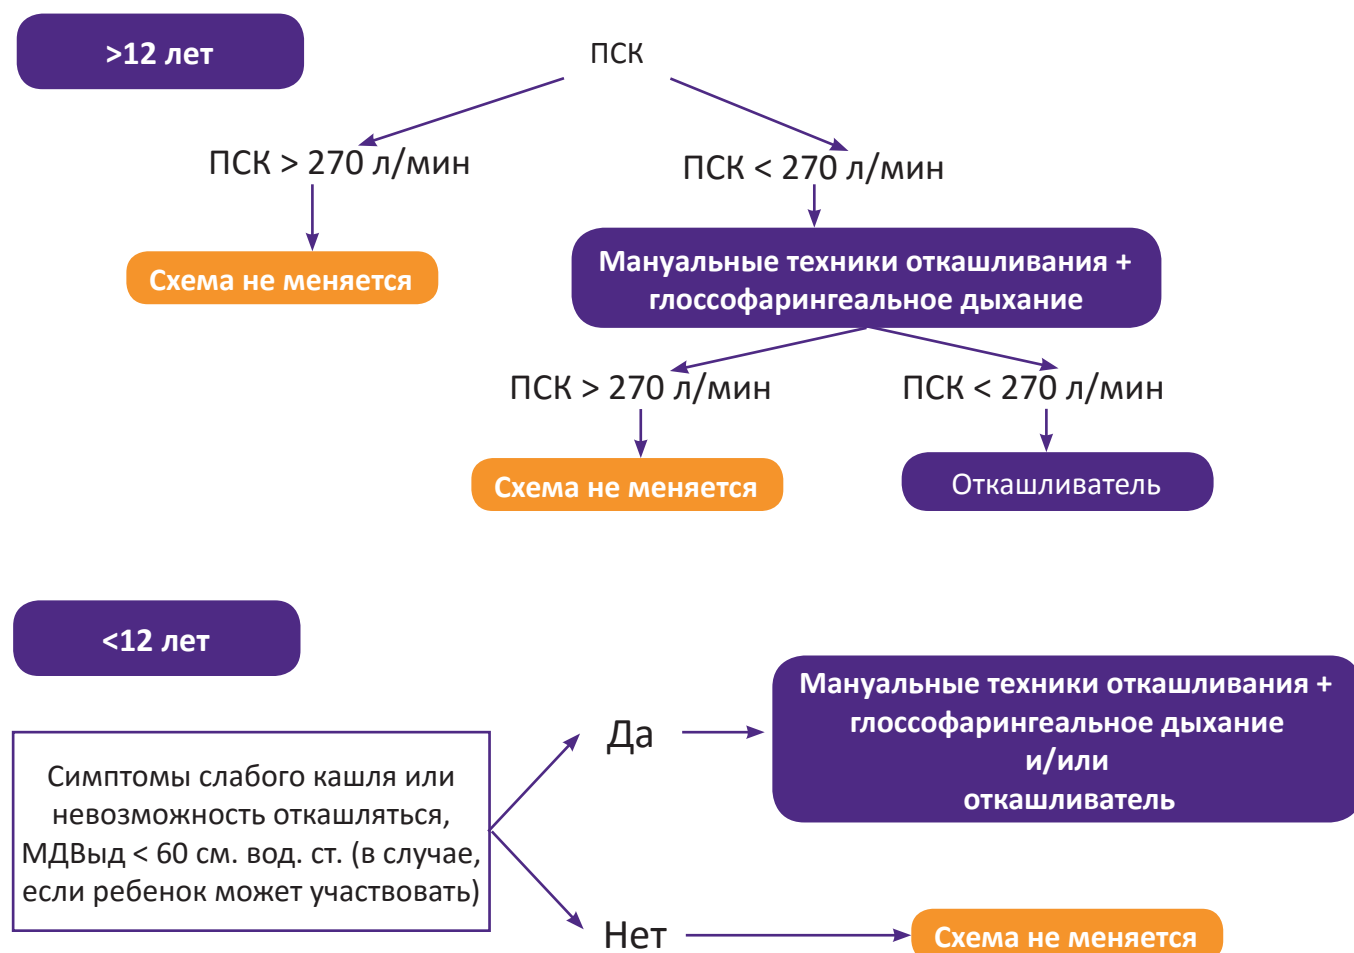 >12 лет
ПСК
ПСК > 270 л/мин
ПСК < 270 л/мин
Схема не меняется
Мануальные техники откашливания +
глоссофарингеальное дыхание
ПСК > 270 л/мин
ПСК < 270 л/мин
Схема не меняется
Откашливатель
<12 лет
Симптомы слабого кашля или
невозможность откашляться,
МДВыд < 60 см. вод. ст. (в случае,
если ребенок может участвовать)
Да
Мануальные техники откашливания +
глоссофарингеальное дыхание
и/или
откашливатель
Нет
Схема не меняется